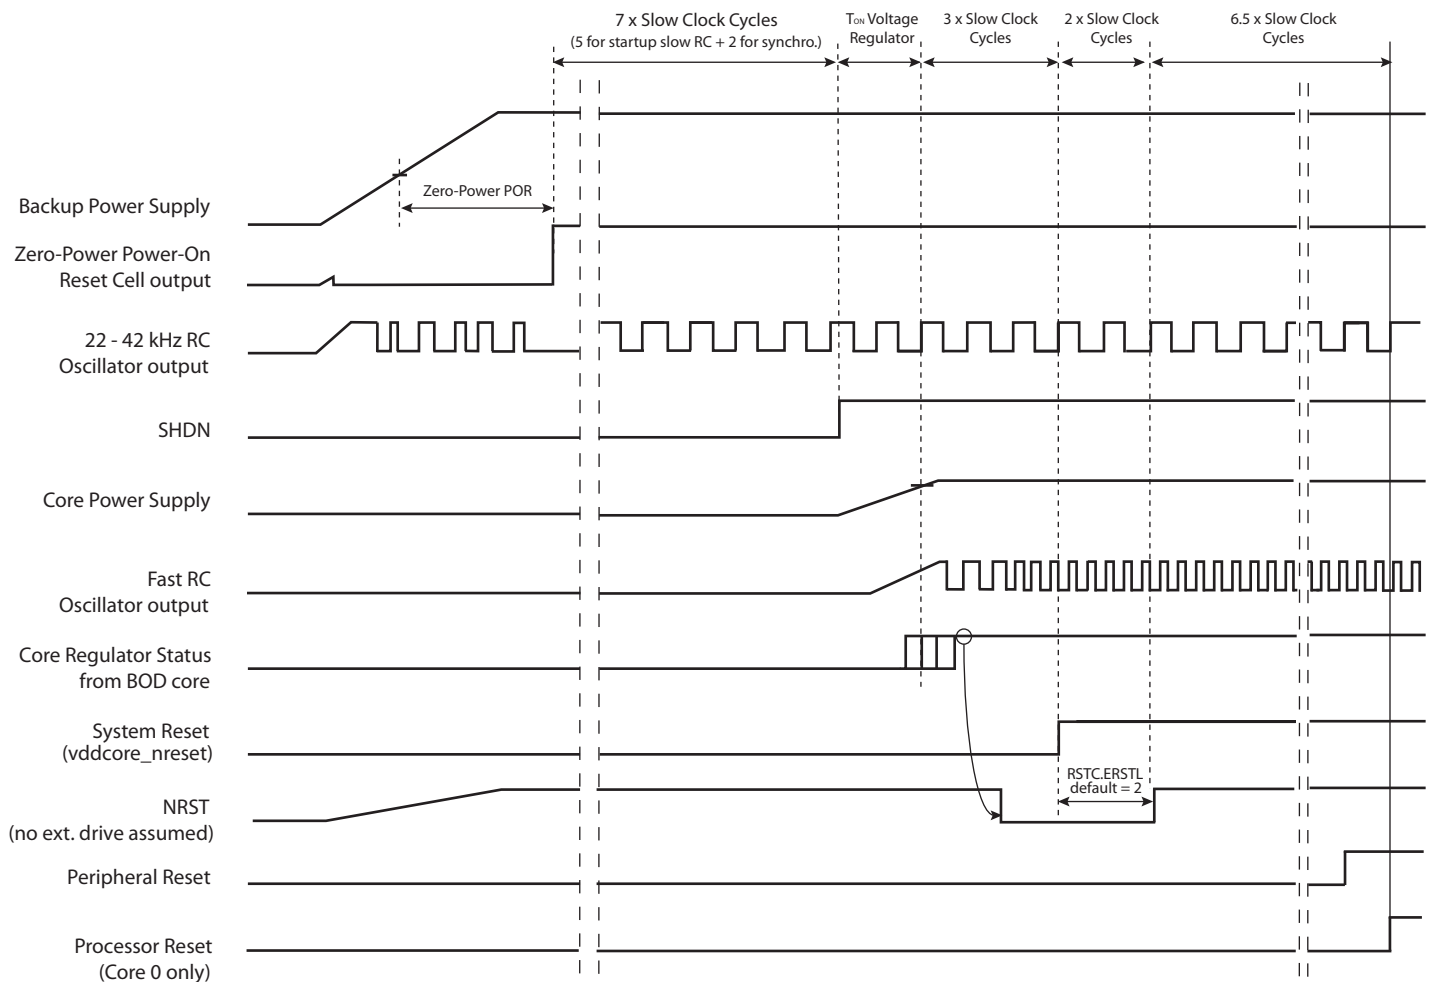 7 x Slow Clock Cycles
(5 for startup slow RC + 2 for synchro.)
TON Voltage
Regulator
3 x Slow Clock
Cycles
2 x Slow Clock
Cycles
6.5 x Slow Clock
Cycles
Zero-Power POR
Backup Power Supply
Zero-Power Power-On
Reset Cell output
22 - 42 kHz RC
Oscillator output
SHDN
Core Power Supply
Fast RC
Oscillator output
Core Regulator Status
from BOD core
System Reset
(vddcore_nreset)
RSTC.ERSTL
default = 2
NRST
(no ext. drive assumed)
Peripheral Reset
Processor Reset
(Core 0 only)